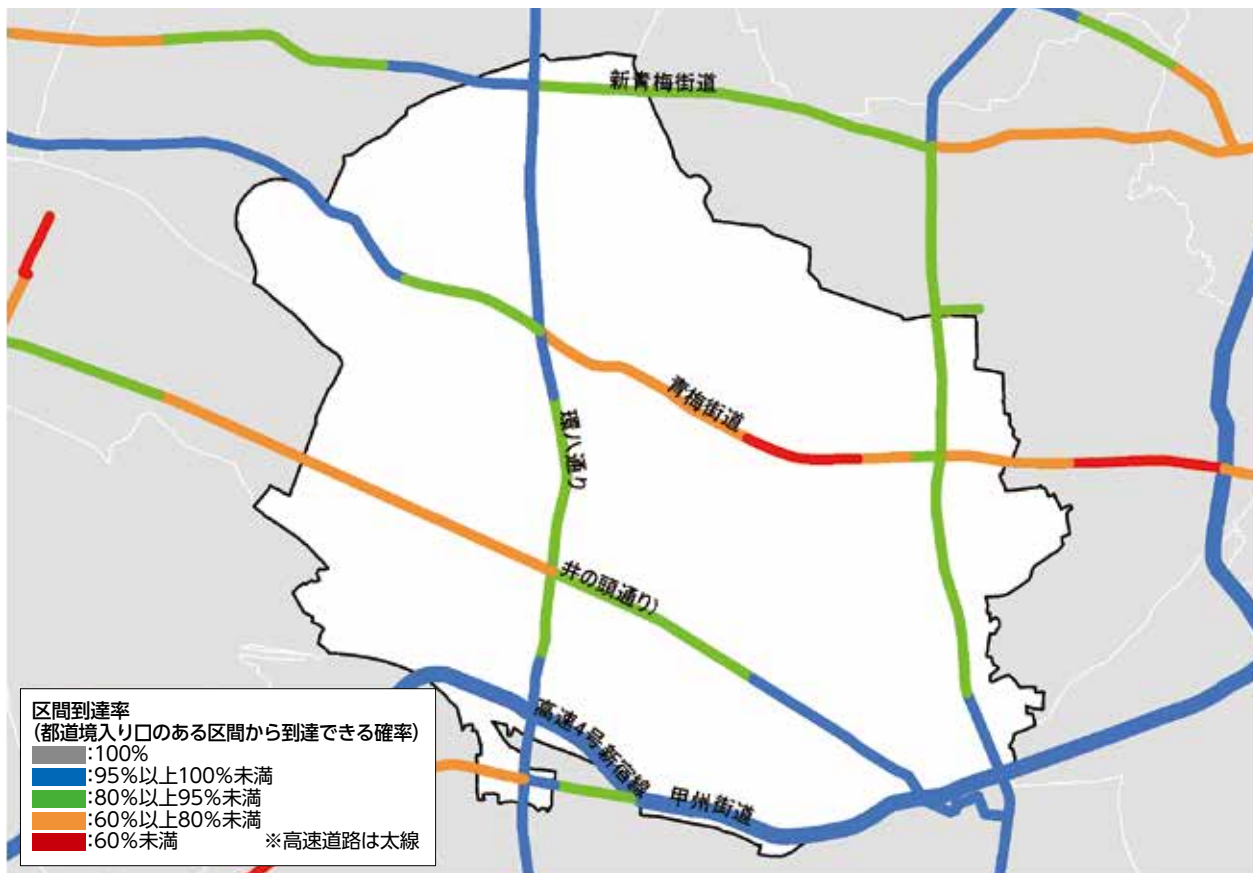 新青梅街道
青梅街道
環八通り
井の頭通り)
高速4号新宿線
甲州街道
区間到達率
(都道境入り口のある区間から到達できる確率)
:100%
:95%以上100%未満
:80%以上95%未満
:60%以上80%未満
:60%未満 ※高速道路は太線